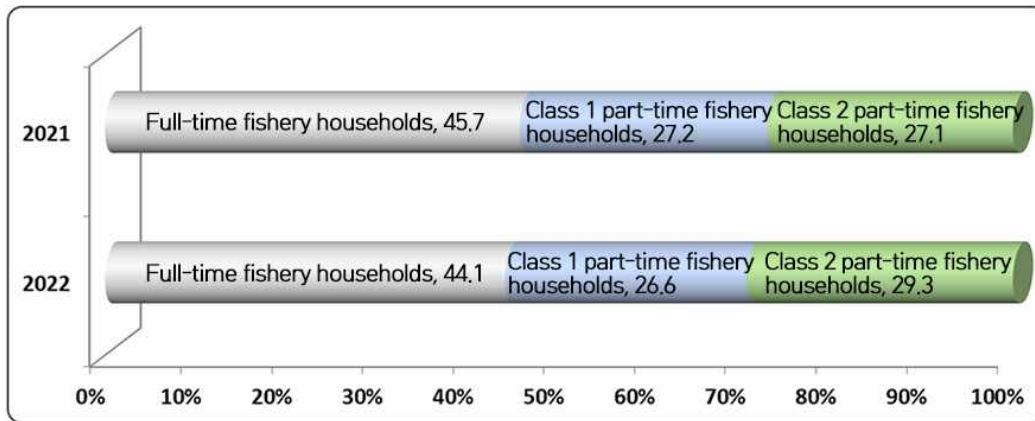 2021
Full-time fishery households, 45.7
Class 1 part-time fishery
households, 27.2
Class 2 part-time fishery
households, 27.1
2022
Full-time fishery households, 44.1
Class 1 part-time fishery
households, 26.6
Class 2 part-time fishery
households, 29.3
0% 10% 20% 30% 40% 50% 60% 70% 80% 90% 100%